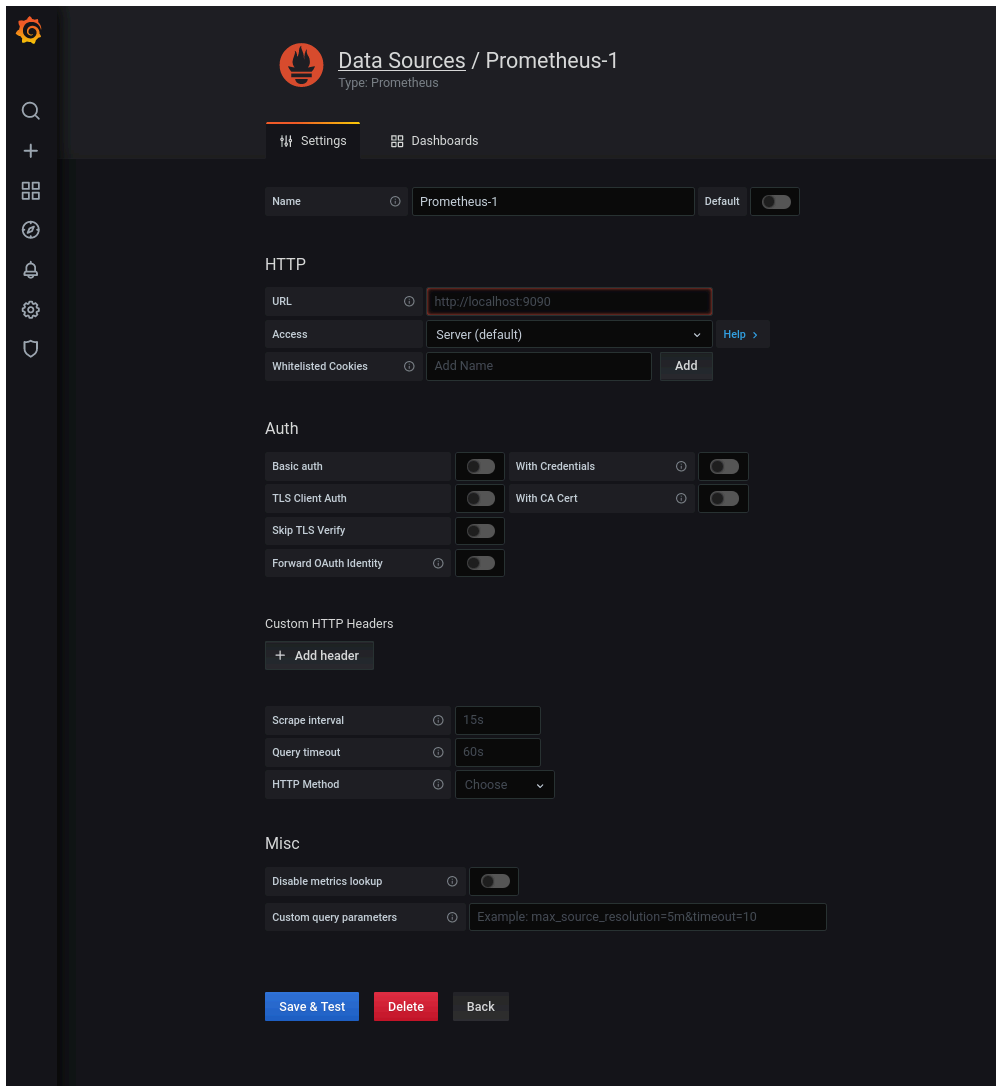 Data Sources / Prometheus-1
Type: Prometheus
Settings Dashboards
Name Prometheus-1 Default
HTTP
URL http://localhost:9090
Access Server (default) Help
Whitelisted Cookies Add Name Add
Auth
Basic auth With Credentials
TLS Client Auth With CA Cert
Skip TLS Verify
Forward OAuth Identity
Custom HTTP Headers
Add header
Scrape interval 15s
Query timeout 60s
HTTP Method Choose
Misc
Disable metrics lookup
Custom query parameters Example: max_source_resolution=5m&timeout=10
Save & Test Delete Back